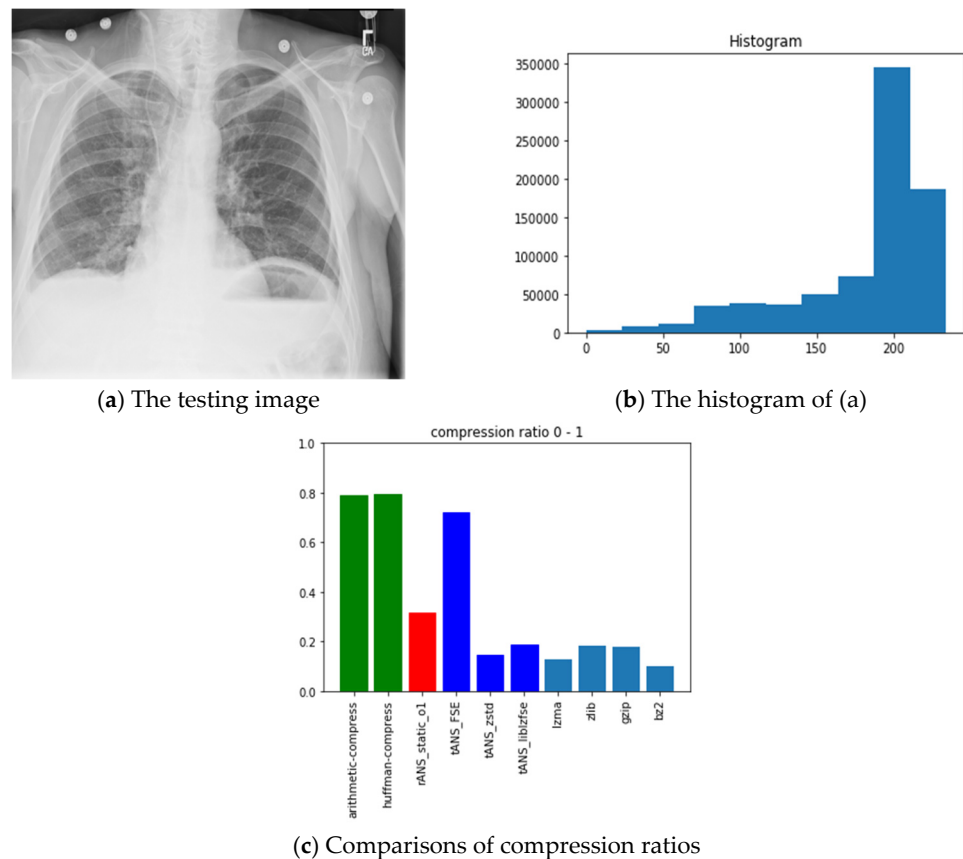 L
Histogram
350000
300000
250000
200000
150000
100000
50000
0
0 50 100 150 200
(a) The testing image
(b) The histogram of (a)
compression ratio 0 - 1
1.0
0.8
0.6
0.4
0.2
0.0
arithmetic-compress
huffman-compress
rANS_static_o1
tANS_FSE
tANS_zstd
tANS_liblzfse
lzma
zlib
gzip
bz2
(c) Comparisons of compression ratios